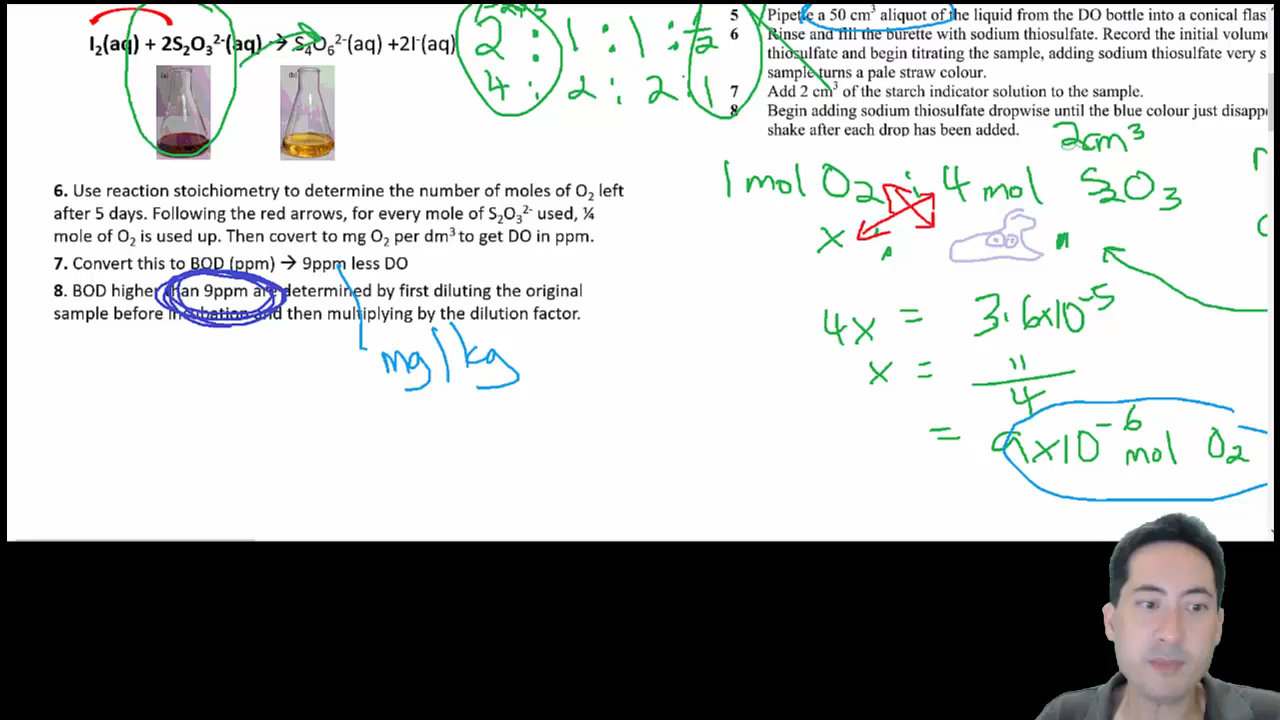 2 : 1 : 1 : 1/2
4 : 2 : 2 : 1
I₂(aq) + 2S₂O₃²⁻(aq) → S₄O₆²⁻(aq) +2I⁻(aq)
(a) (b)
6. Use reaction stoichiometry to determine the number of moles of O₂ left
after 5 days. Following the red arrows, for every mole of S₂O₃²⁻ used, ¼
mole of O₂ is used up. Then covert to mg O₂ per dm³ to get DO in ppm.
7. Convert this to BOD (ppm) → 9ppm less DO
8. BOD higher than 9ppm are determined by first diluting the original
sample before incubation and then multiplying by the dilution factor.
mg/kg
5 Pipette a 50 cm³ aliquot of the liquid from the DO bottle into a conical flas
6 Rinse and fill the burette with sodium thiosulfate. Record the initial volume
thiosulfate and begin titrating the sample, adding sodium thiosulfate very s
sample turns a pale straw colour.
7 Add 2 cm³ of the starch indicator solution to the sample.
8 Begin adding sodium thiosulfate dropwise until the blue colour just disappe
shake after each drop has been added.
2cm³
1 mol O₂ : 4 mol S₂O₃
x :
4x = 3.6x10⁻⁵
x = " / 4
= 9x10⁻⁶ mol O₂